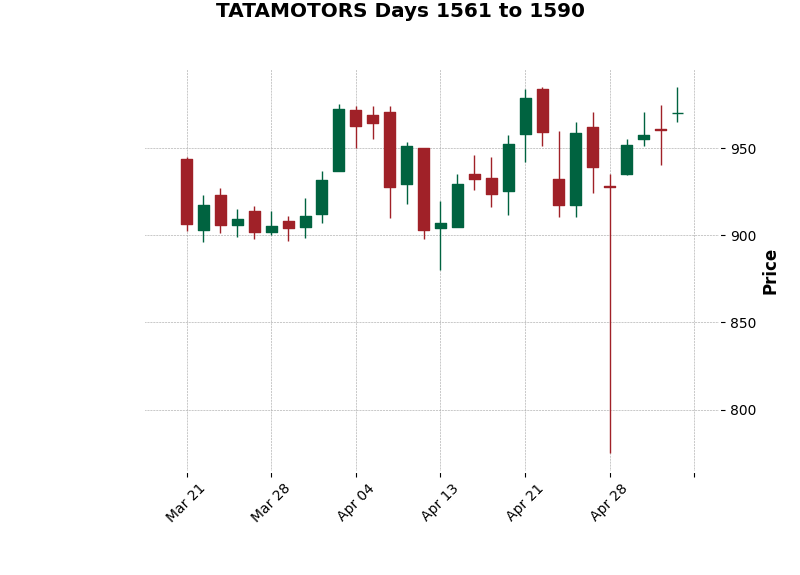 TATAMOTORS Days 1561 to 1590
950
900
850
800
Price
Mar 21
Mar 28
Apr 04
Apr 13
Apr 21
Apr 28